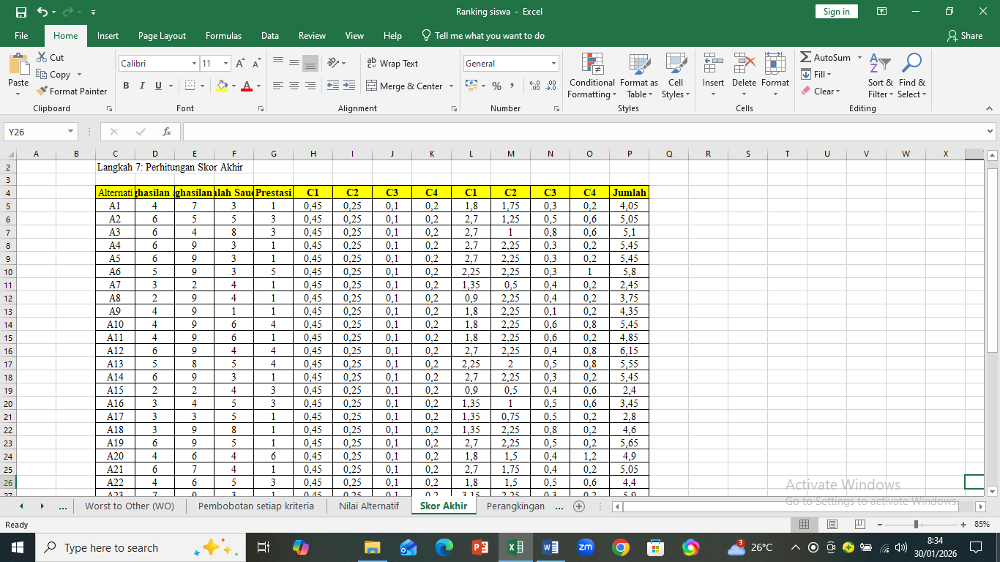 Ranking siswa - Excel
Sign in
File Home Insert Page Layout Formulas Data Review View Help Tell me what you want to do Share
Paste
Cut
Copy
Format Painter
Clipboard
Calibri 11
B I U
Font
Wrap Text
Merge & Center
Alignment
General
Number
Conditional Formatting
Format as Table
Cell Styles
Styles
Insert Delete Format
Cells
AutoSum
Fill
Clear
Sort & Filter
Find & Select
Editing
Y26 fx
A B C D E F G H I J K L M N O P Q R S T U V W X
2 Langkah 7: Perhitungan Skor Akhir
3
4 Alternati ghasilan ghasilan nlah Sau Prestasi C1 C2 C3 C4 C1 C2 C3 C4 Jumlah
5 A1 4 7 3 1 0,45 0,25 0,1 0,2 1,8 1,75 0,3 0,2 4,05
6 A2 6 5 5 3 0,45 0,25 0,1 0,2 2,7 1,25 0,5 0,6 5,05
7 A3 6 4 8 3 0,45 0,25 0,1 0,2 2,7 1 0,8 0,6 5,1
8 A4 6 9 3 1 0,45 0,25 0,1 0,2 2,7 2,25 0,3 0,2 5,45
9 A5 6 9 3 1 0,45 0,25 0,1 0,2 2,7 2,25 0,3 0,2 5,45
10 A6 5 9 3 5 0,45 0,25 0,1 0,2 2,25 2,25 0,3 1 5,8
11 A7 3 2 4 1 0,45 0,25 0,1 0,2 1,35 0,5 0,4 0,2 2,45
12 A8 2 9 4 1 0,45 0,25 0,1 0,2 0,9 2,25 0,4 0,2 3,75
13 A9 4 9 1 1 0,45 0,25 0,1 0,2 1,8 2,25 0,1 0,2 4,35
14 A10 4 9 6 4 0,45 0,25 0,1 0,2 1,8 2,25 0,6 0,8 5,45
15 A11 4 9 6 1 0,45 0,25 0,1 0,2 1,8 2,25 0,6 0,2 4,85
16 A12 6 9 4 4 0,45 0,25 0,1 0,2 2,7 2,25 0,4 0,8 6,15
17 A13 5 8 5 4 0,45 0,25 0,1 0,2 2,25 2 0,5 0,8 5,55
18 A14 6 9 3 1 0,45 0,25 0,1 0,2 2,7 2,25 0,3 0,2 5,45
19 A15 2 2 4 3 0,45 0,25 0,1 0,2 0,9 0,5 0,4 0,6 2,4
20 A16 3 4 5 3 0,45 0,25 0,1 0,2 1,35 1 0,5 0,6 3,45
21 A17 3 3 5 1 0,45 0,25 0,1 0,2 1,35 0,75 0,5 0,2 2,8
22 A18 3 9 8 1 0,45 0,25 0,1 0,2 1,35 2,25 0,8 0,2 4,6
23 A19 6 9 5 1 0,45 0,25 0,1 0,2 2,7 2,25 0,5 0,2 5,65
24 A20 4 6 4 6 0,45 0,25 0,1 0,2 1,8 1,5 0,4 1,2 4,9
25 A21 6 7 4 1 0,45 0,25 0,1 0,2 2,7 1,75 0,4 0,2 5,05
26 A22 4 6 5 3 0,45 0,25 0,1 0,2 1,8 1,5 0,5 0,6 4,4
27 A23 7 9 3 1 0,45 0,25 0,1 0,2 3,15 2,25 0,3 0,2 5,9
Activate Windows
Go to Settings to activate Windows.
... Worst to Other (WO) Pembobotan setiap kriteria Nilai Alternatif Skor Akhir Perangkingan ...
Ready 85%
Type here to search
3 26°C
8:34
30/01/2026